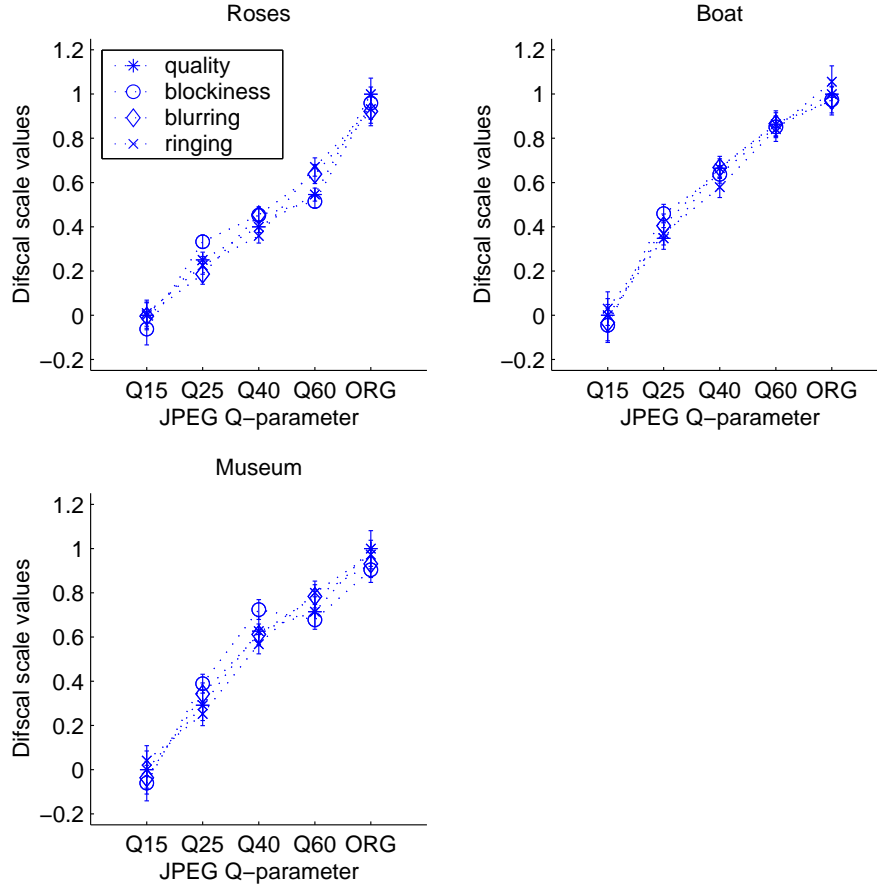 Roses
1.2
1
0.8
0.6
0.4
0.2
0
−0.2
Difscal scale values
quality
blockiness
blurring
ringing
Q15 Q25 Q40 Q60 ORG
JPEG Q−parameter
Boat
1.2
1
0.8
0.6
0.4
0.2
0
−0.2
Difscal scale values
Q15 Q25 Q40 Q60 ORG
JPEG Q−parameter
Museum
1.2
1
0.8
0.6
0.4
0.2
0
−0.2
Difscal scale values
Q15 Q25 Q40 Q60 ORG
JPEG Q−parameter